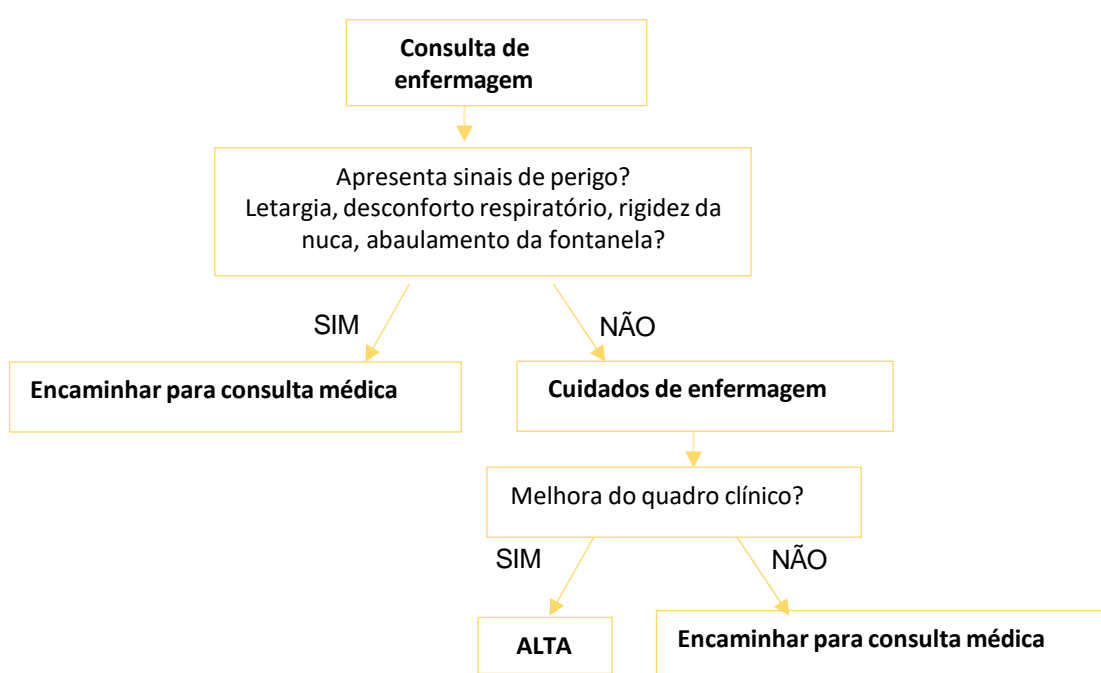 Consulta de
enfermagem
Apresenta sinais de perigo?
Letargia, desconforto respiratório, rigidez da
nuca, abaulamento da fontanela?
SIM
NÃO
Encaminhar para consulta médica
Cuidados de enfermagem
Melhora do quadro clínico?
SIM
NÃO
ALTA
Encaminhar para consulta médica